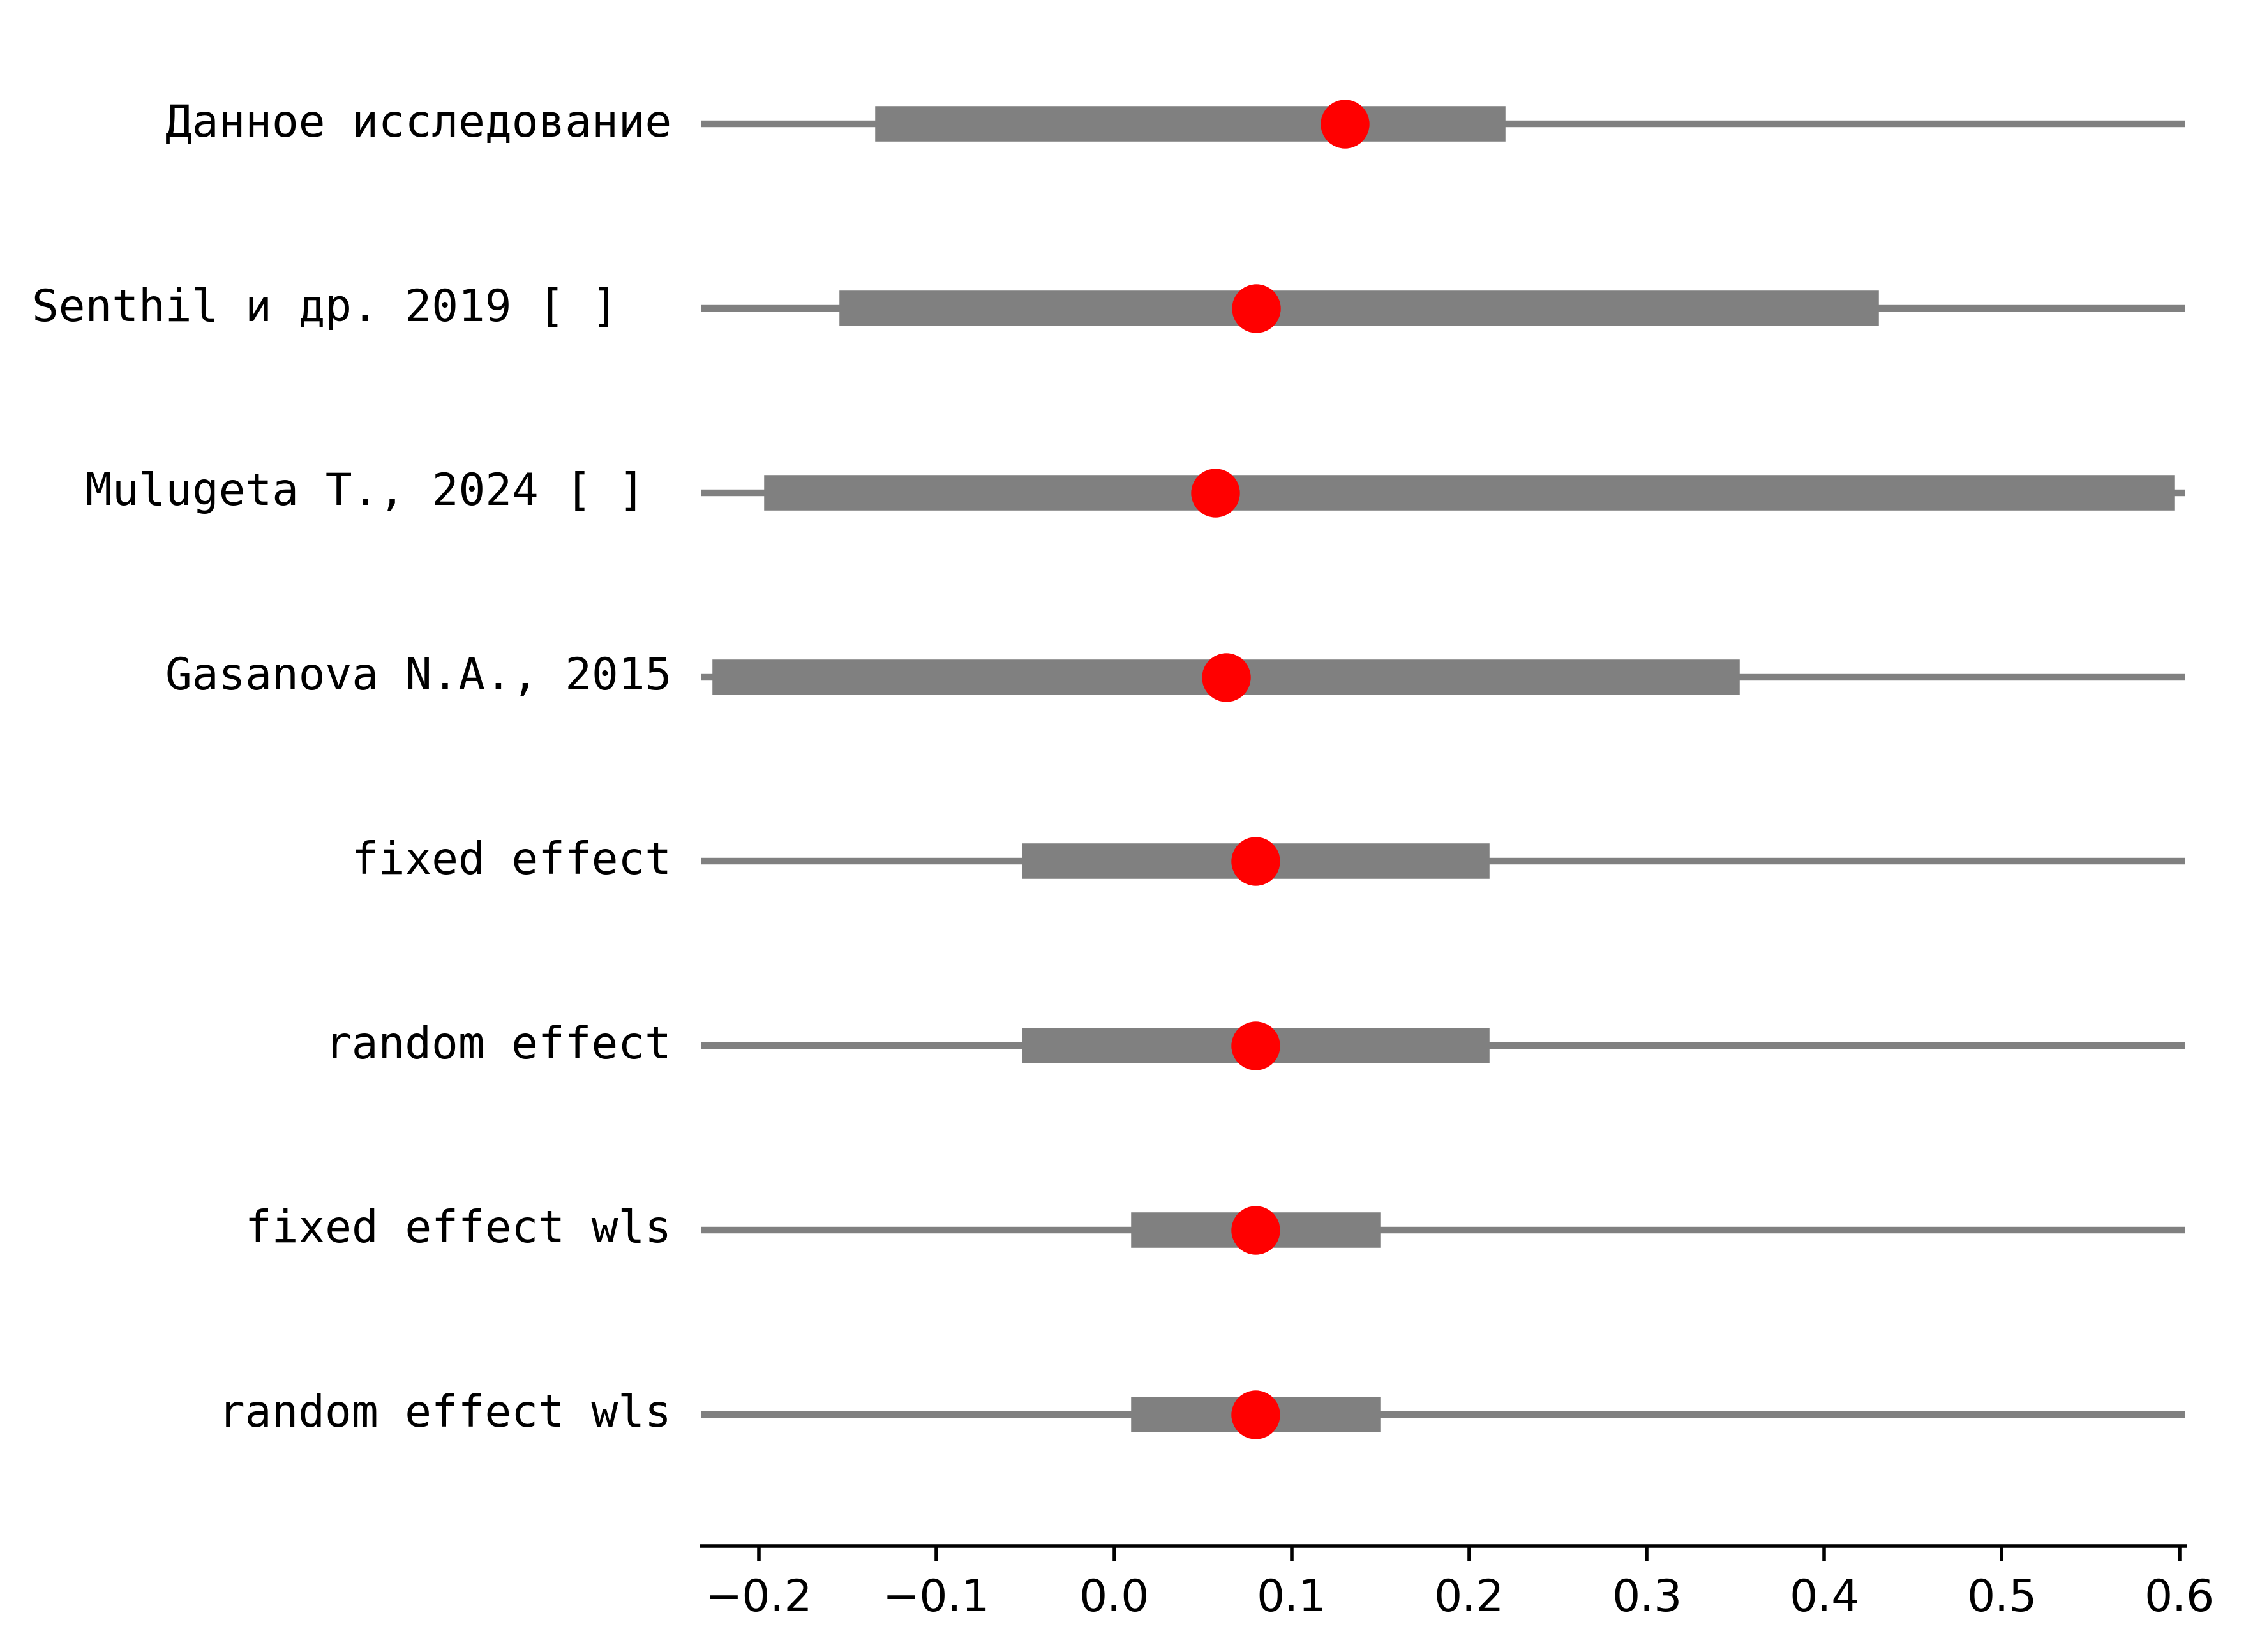 Данное исследование
Senthil и др. 2019 [ ]
Mulugeta T., 2024 [ ]
Gasanova N.A., 2015
fixed effect
random effect
fixed effect wls
random effect wls
−0.2 −0.1 0.0 0.1 0.2 0.3 0.4 0.5 0.6